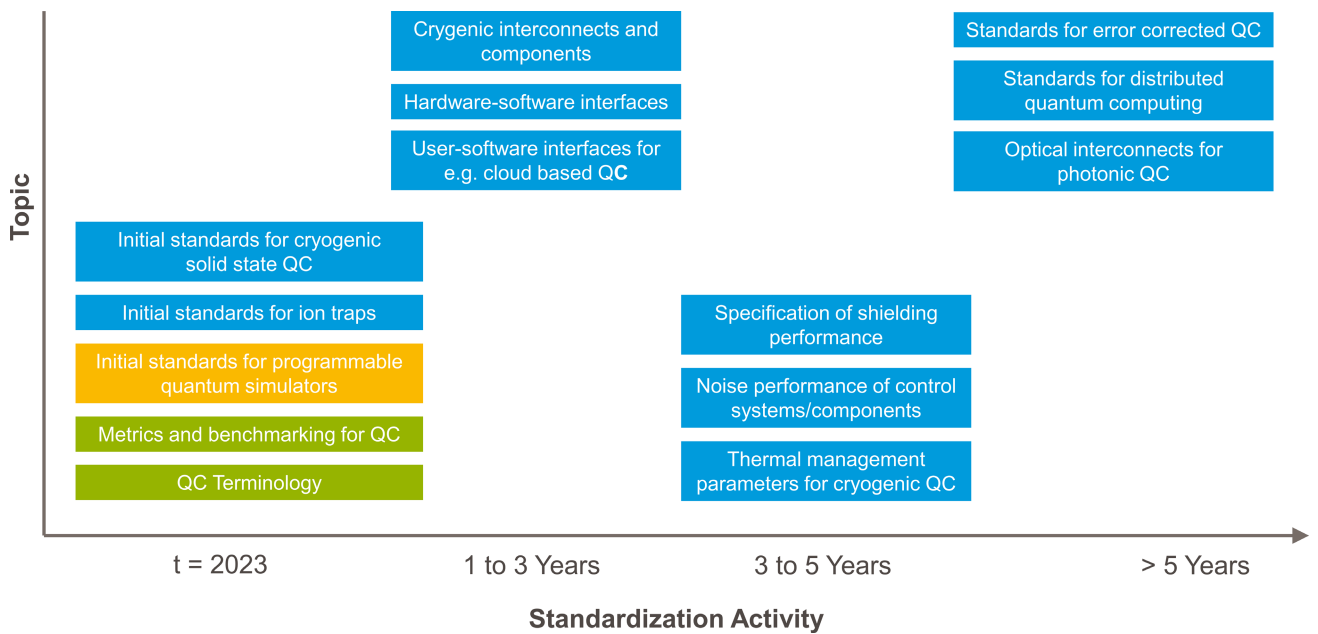 Topic
Crygenic interconnects and
components
Hardware-software interfaces
User-software interfaces for
e.g. cloud based QC
Standards for error corrected QC
Standards for distributed
quantum computing
Optical interconnects for
photonic QC
Initial standards for cryogenic
solid state QC
Initial standards for ion traps
Initial standards for programmable
quantum simulators
Metrics and benchmarking for QC
QC Terminology
Specification of shielding
performance
Noise performance of control
systems/components
Thermal management
parameters for cryogenic QC
t = 2023
1 to 3 Years
3 to 5 Years
> 5 Years
Standardization Activity